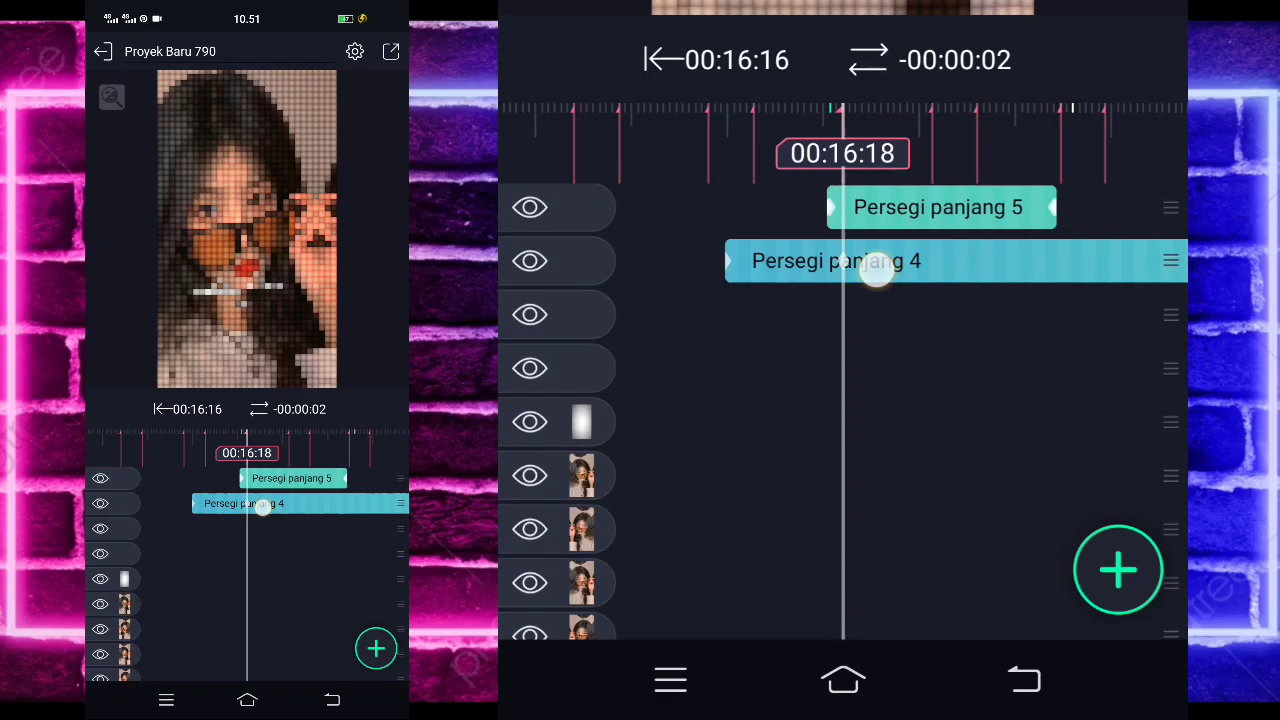 10.51
Proyek Baru 790
00:16:16
-00:00:02
00:16:18
Persegi panjang 5
Persegi panjang 4
00:16:16
-00:00:02
00:16:18
Persegi panjang 5
Persegi panjang 4